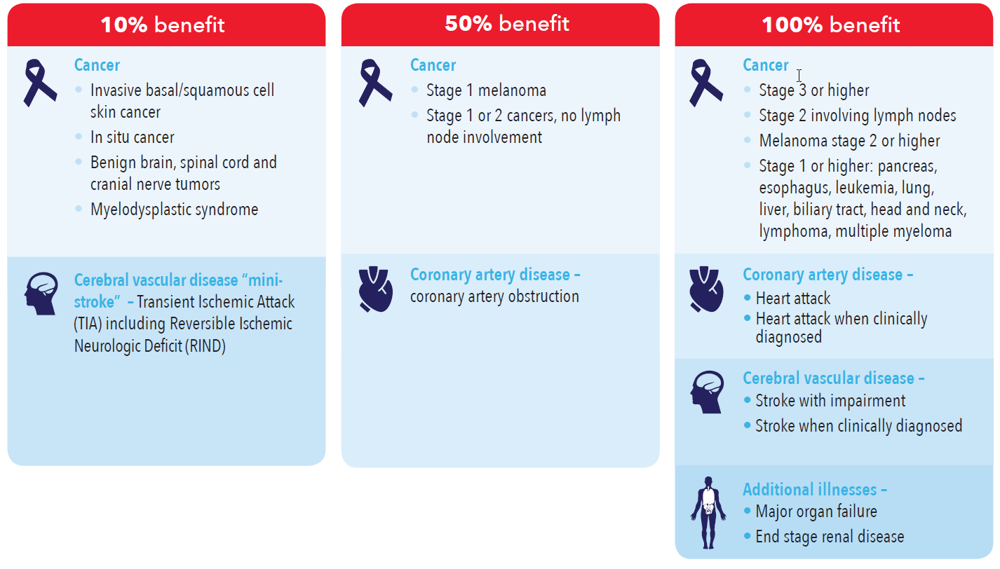 10% benefit
Cancer
Invasive basal/squamous cell
skin cancer
In situ cancer
Benign brain, spinal cord and
cranial nerve tumors
Myelodysplastic syndrome
Cerebral vascular disease "mini-
stroke" – Transient Ischemic Attack
(TIA) including Reversible Ischemic
Neurologic Deficit (RIND)
50% benefit
Cancer
Stage 1 melanoma
Stage 1 or 2 cancers, no lymph
node involvement
Coronary artery disease –
coronary artery obstruction
100% benefit
Cancer
Stage 3 or higher
Stage 2 involving lymph nodes
Melanoma stage 2 or higher
Stage 1 or higher: pancreas,
esophagus, leukemia, lung,
liver, biliary tract, head and neck,
lymphoma, multiple myeloma
Coronary artery disease –
Heart attack
Heart attack when clinically
diagnosed
Cerebral vascular disease –
Stroke with impairment
Stroke when clinically diagnosed
Additional illnesses –
Major organ failure
End stage renal disease